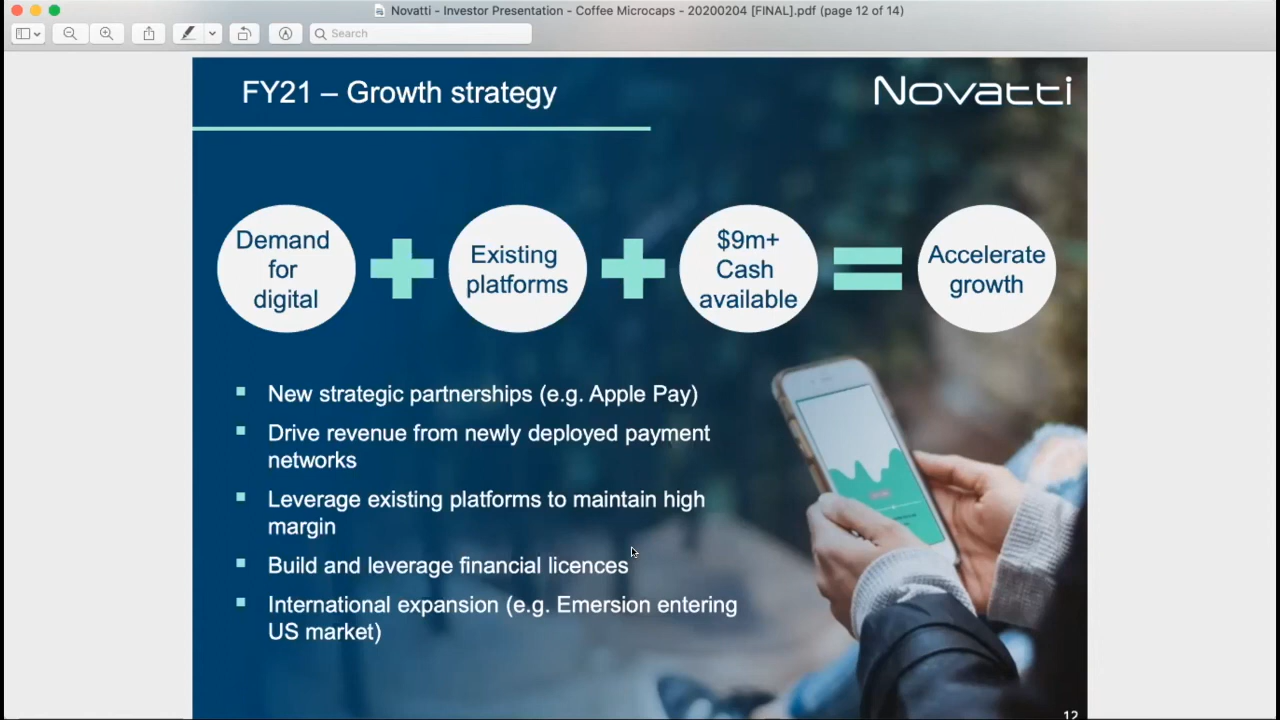 Novatti - Investor Presentation - Coffee Microcaps - 20200204 [FINAL].pdf (page 12 of 14)
Search
FY21 – Growth strategy
Novatti
Demand
for
digital
Existing
platforms
$9m+
Cash
available
Accelerate
growth
New strategic partnerships (e.g. Apple Pay)
Drive revenue from newly deployed payment
networks
Leverage existing platforms to maintain high
margin
Build and leverage financial licences
International expansion (e.g. Emersion entering
US market)
12